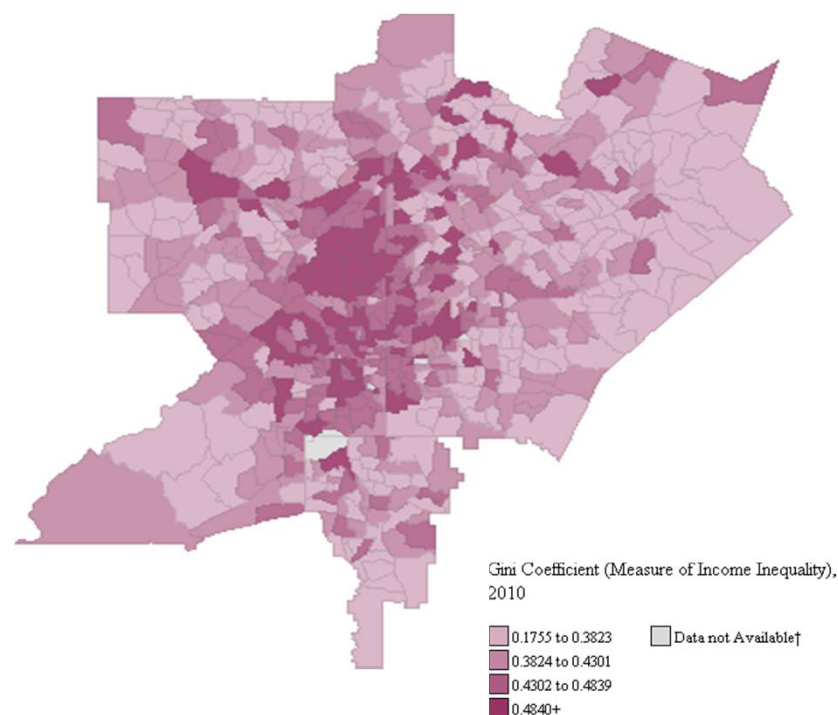 Gini Coefficient (Measure of Income Inequality),
2010
0.1755 to 0.3823
Data not Available†
0.3824 to 0.4301
0.4302 to 0.4839
0.4840+